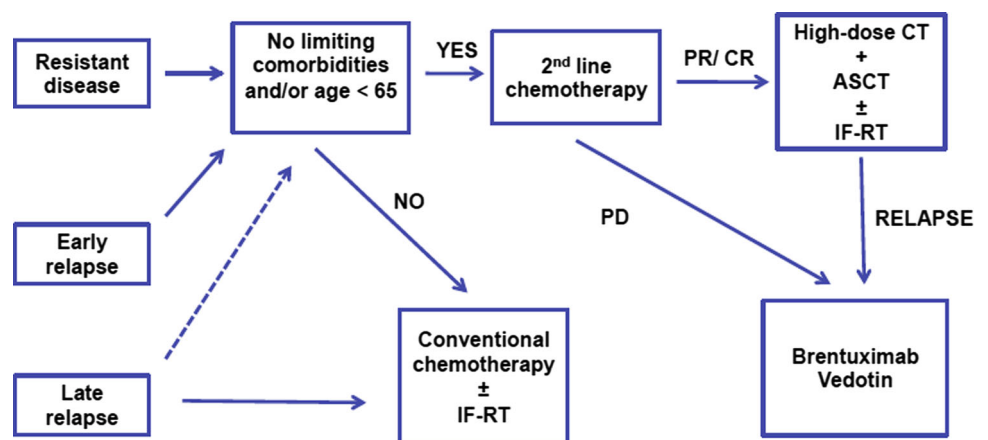 Resistant
disease
No limiting
comorbidities
and/or age < 65
YES
2nd line
chemotherapy
PR/ CR
High-dose CT
+
ASCT
±
IF-RT
Early
relapse
NO
PD
RELAPSE
Late
relapse
Conventional
chemotherapy
±
IF-RT
Brentuximab
Vedotin